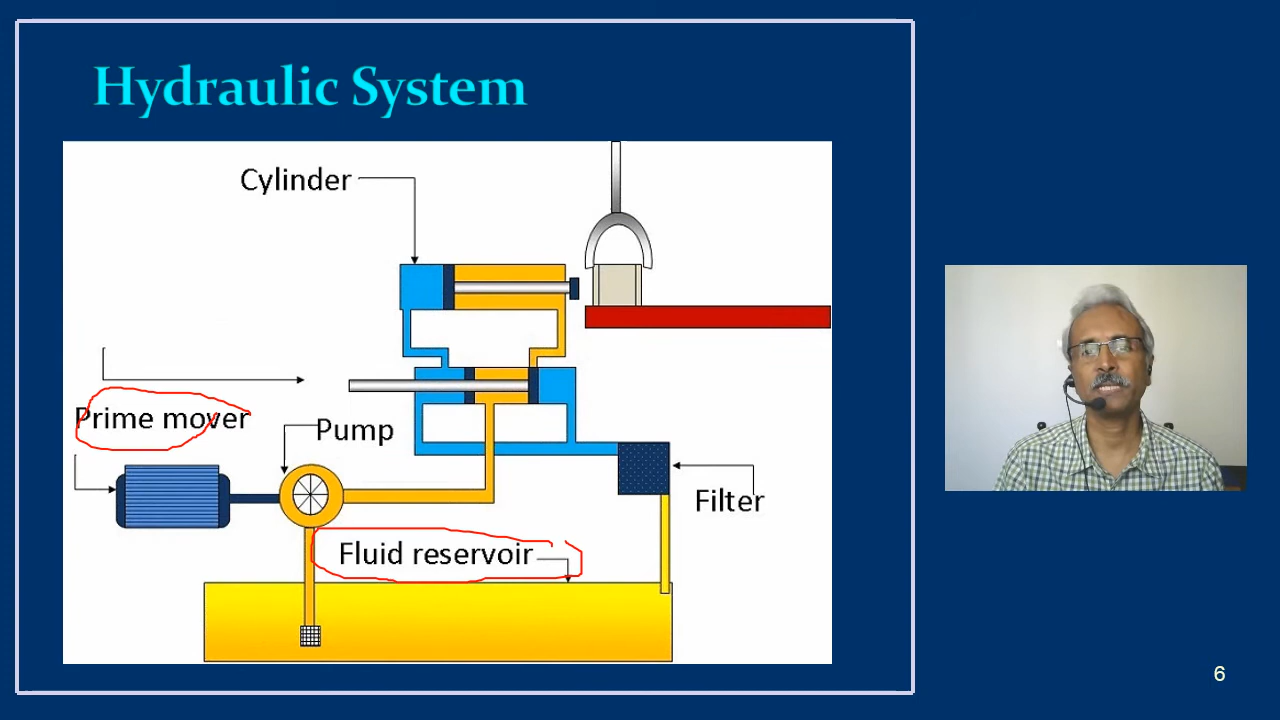 Hydraulic System
Cylinder
Prime mover
Pump
Filter
Fluid reservoir
6